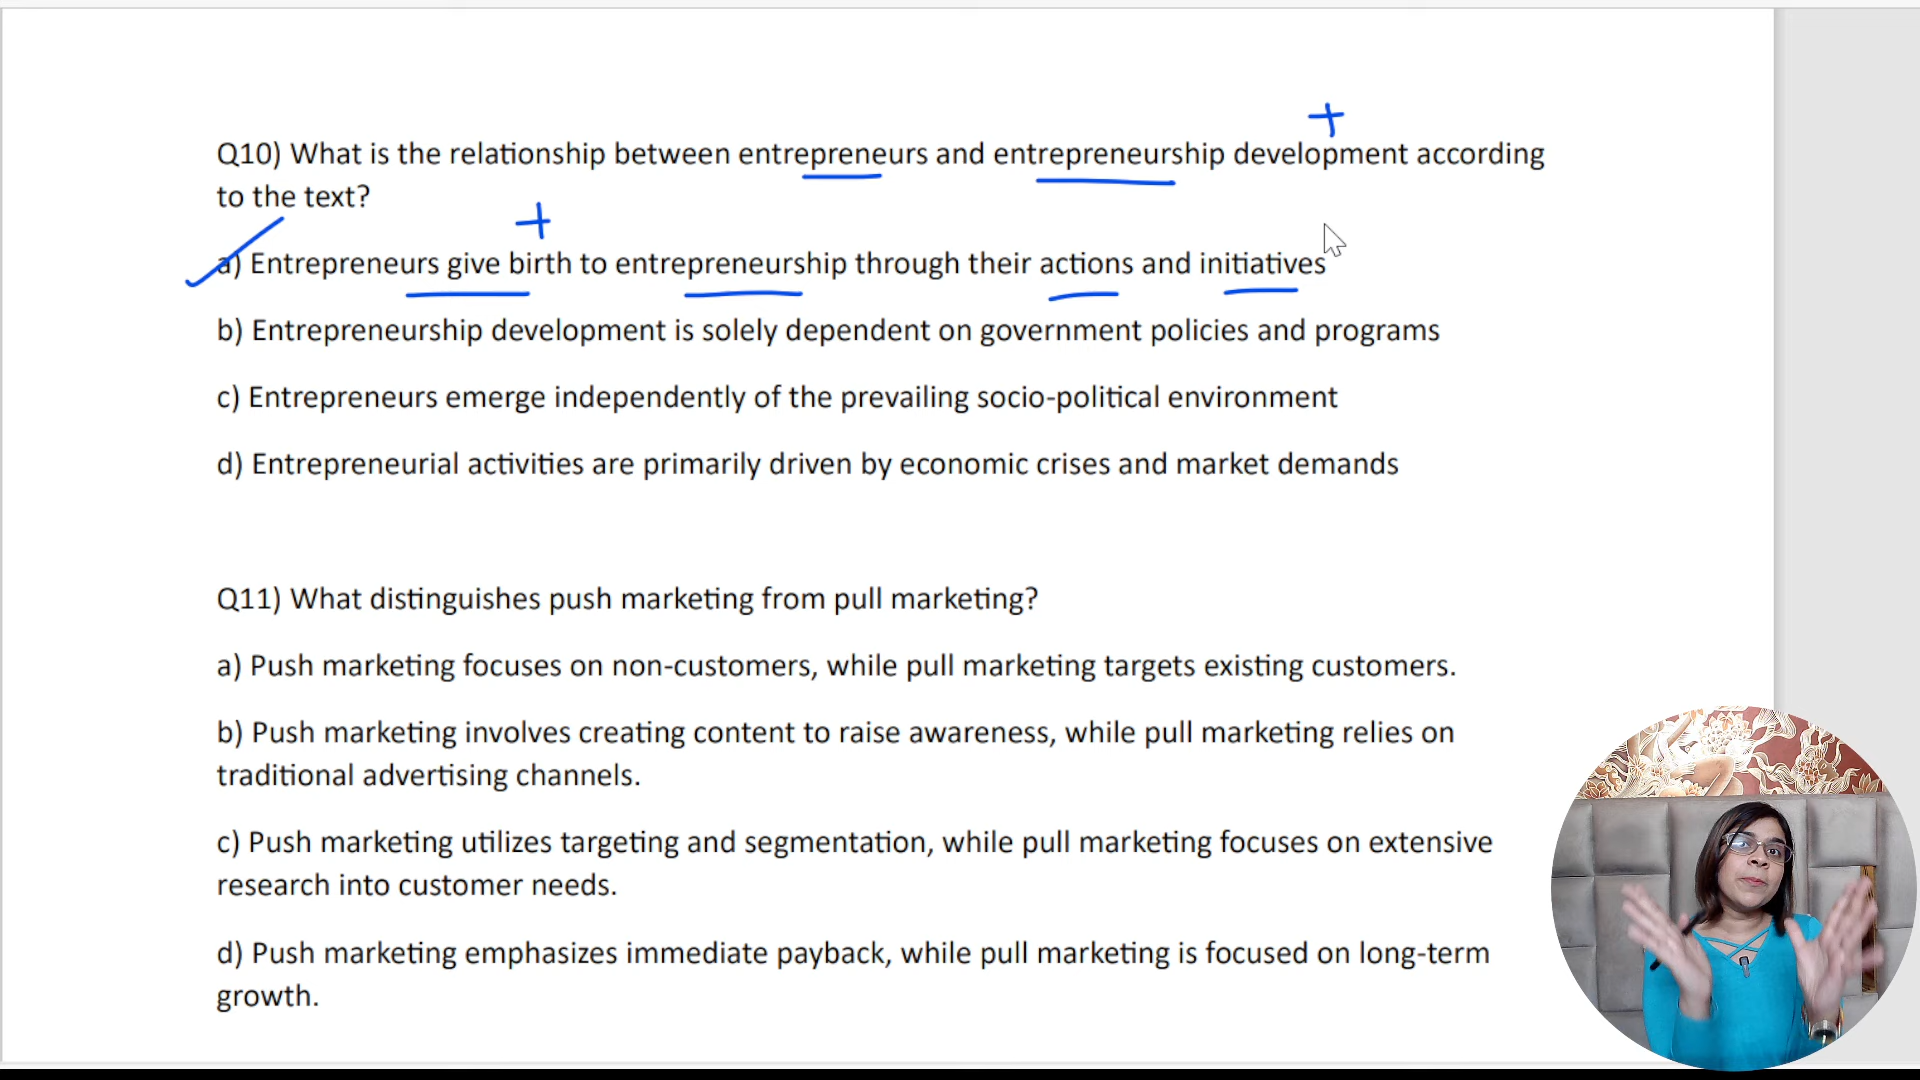 Q10) What is the relationship between entrepreneurs and entrepreneurship development according
to the text?
a) Entrepreneurs give birth to entrepreneurship through their actions and initiatives
b) Entrepreneurship development is solely dependent on government policies and programs
c) Entrepreneurs emerge independently of the prevailing socio-political environment
d) Entrepreneurial activities are primarily driven by economic crises and market demands
Q11) What distinguishes push marketing from pull marketing?
a) Push marketing focuses on non-customers, while pull marketing targets existing customers.
b) Push marketing involves creating content to raise awareness, while pull marketing relies on
traditional advertising channels.
c) Push marketing utilizes targeting and segmentation, while pull marketing focuses on extensive
research into customer needs.
d) Push marketing emphasizes immediate payback, while pull marketing is focused on long-term
growth.